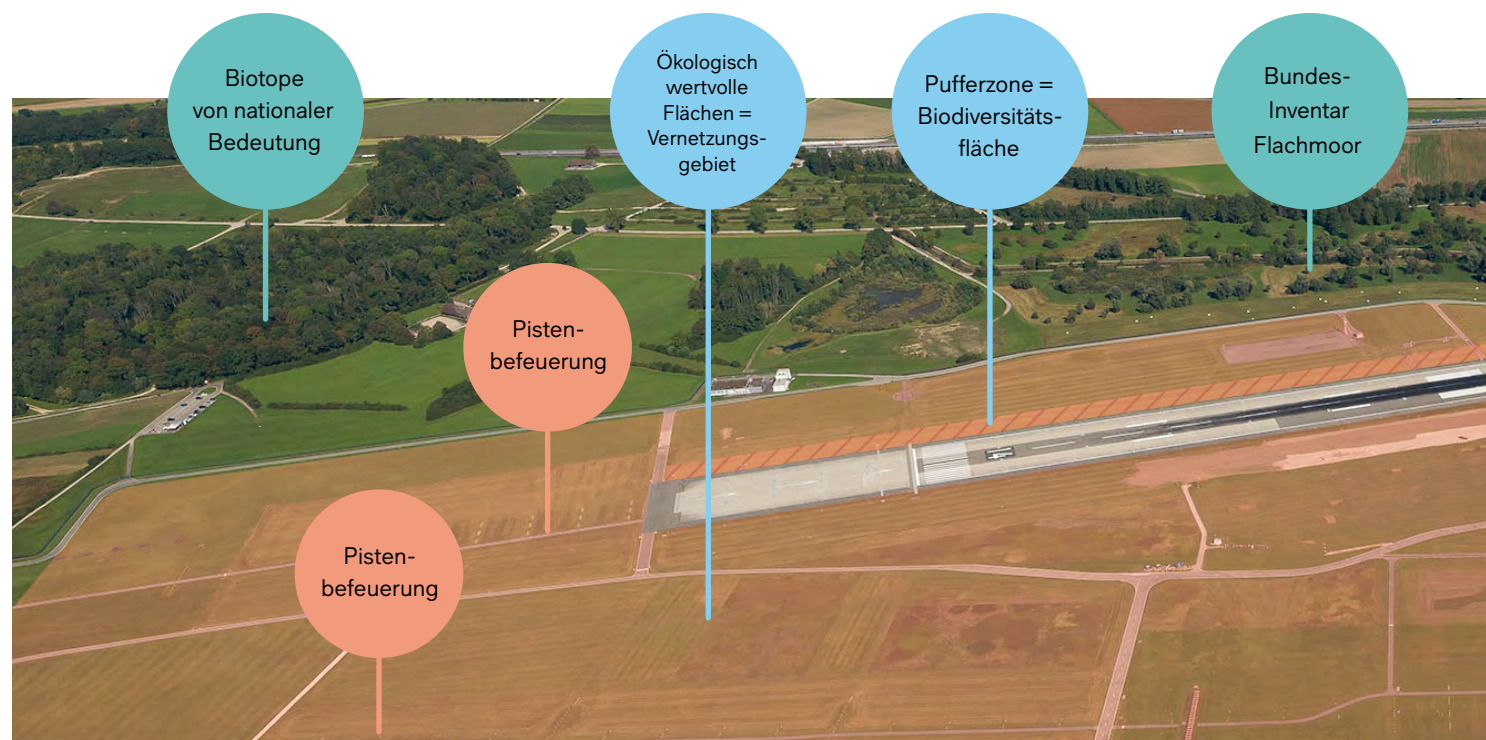 Biotope
von nationaler
Bedeutung
Ökologisch
wertvolle
Flächen =
Vernetzungs-
gebiet
Pufferzone =
Biodiversitäts-
fläche
Bundes-
Inventar
Flachmoor
Pisten-
befeuerung
Pisten-
befeuerung